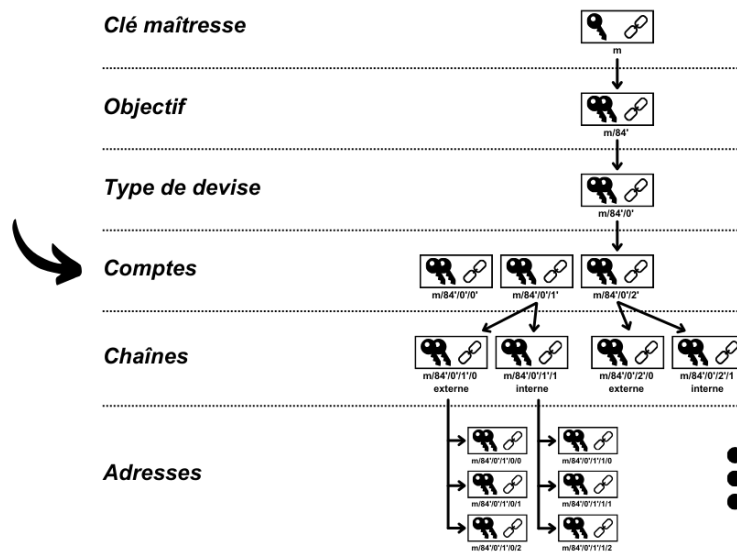 Clé maîtresse
m
Objectif
m/84'
Type de devise
m/84'/0'
Comptes
m/84'/0'/0'
m/84'/0'/1'
m/84'/0'/2'
Chaînes
m/84'/0'/1'/0
externe
m/84'/0'/1'/1
interne
m/84'/0'/2'/0
externe
m/84'/0'/2'/1
interne
Adresses
m/84'/0'/1'/0/0
m/84'/0'/1'/1/0
m/84'/0'/1'/0/1
m/84'/0'/1'/1/1
m/84'/0'/1'/0/2
m/84'/0'/1'/1/2